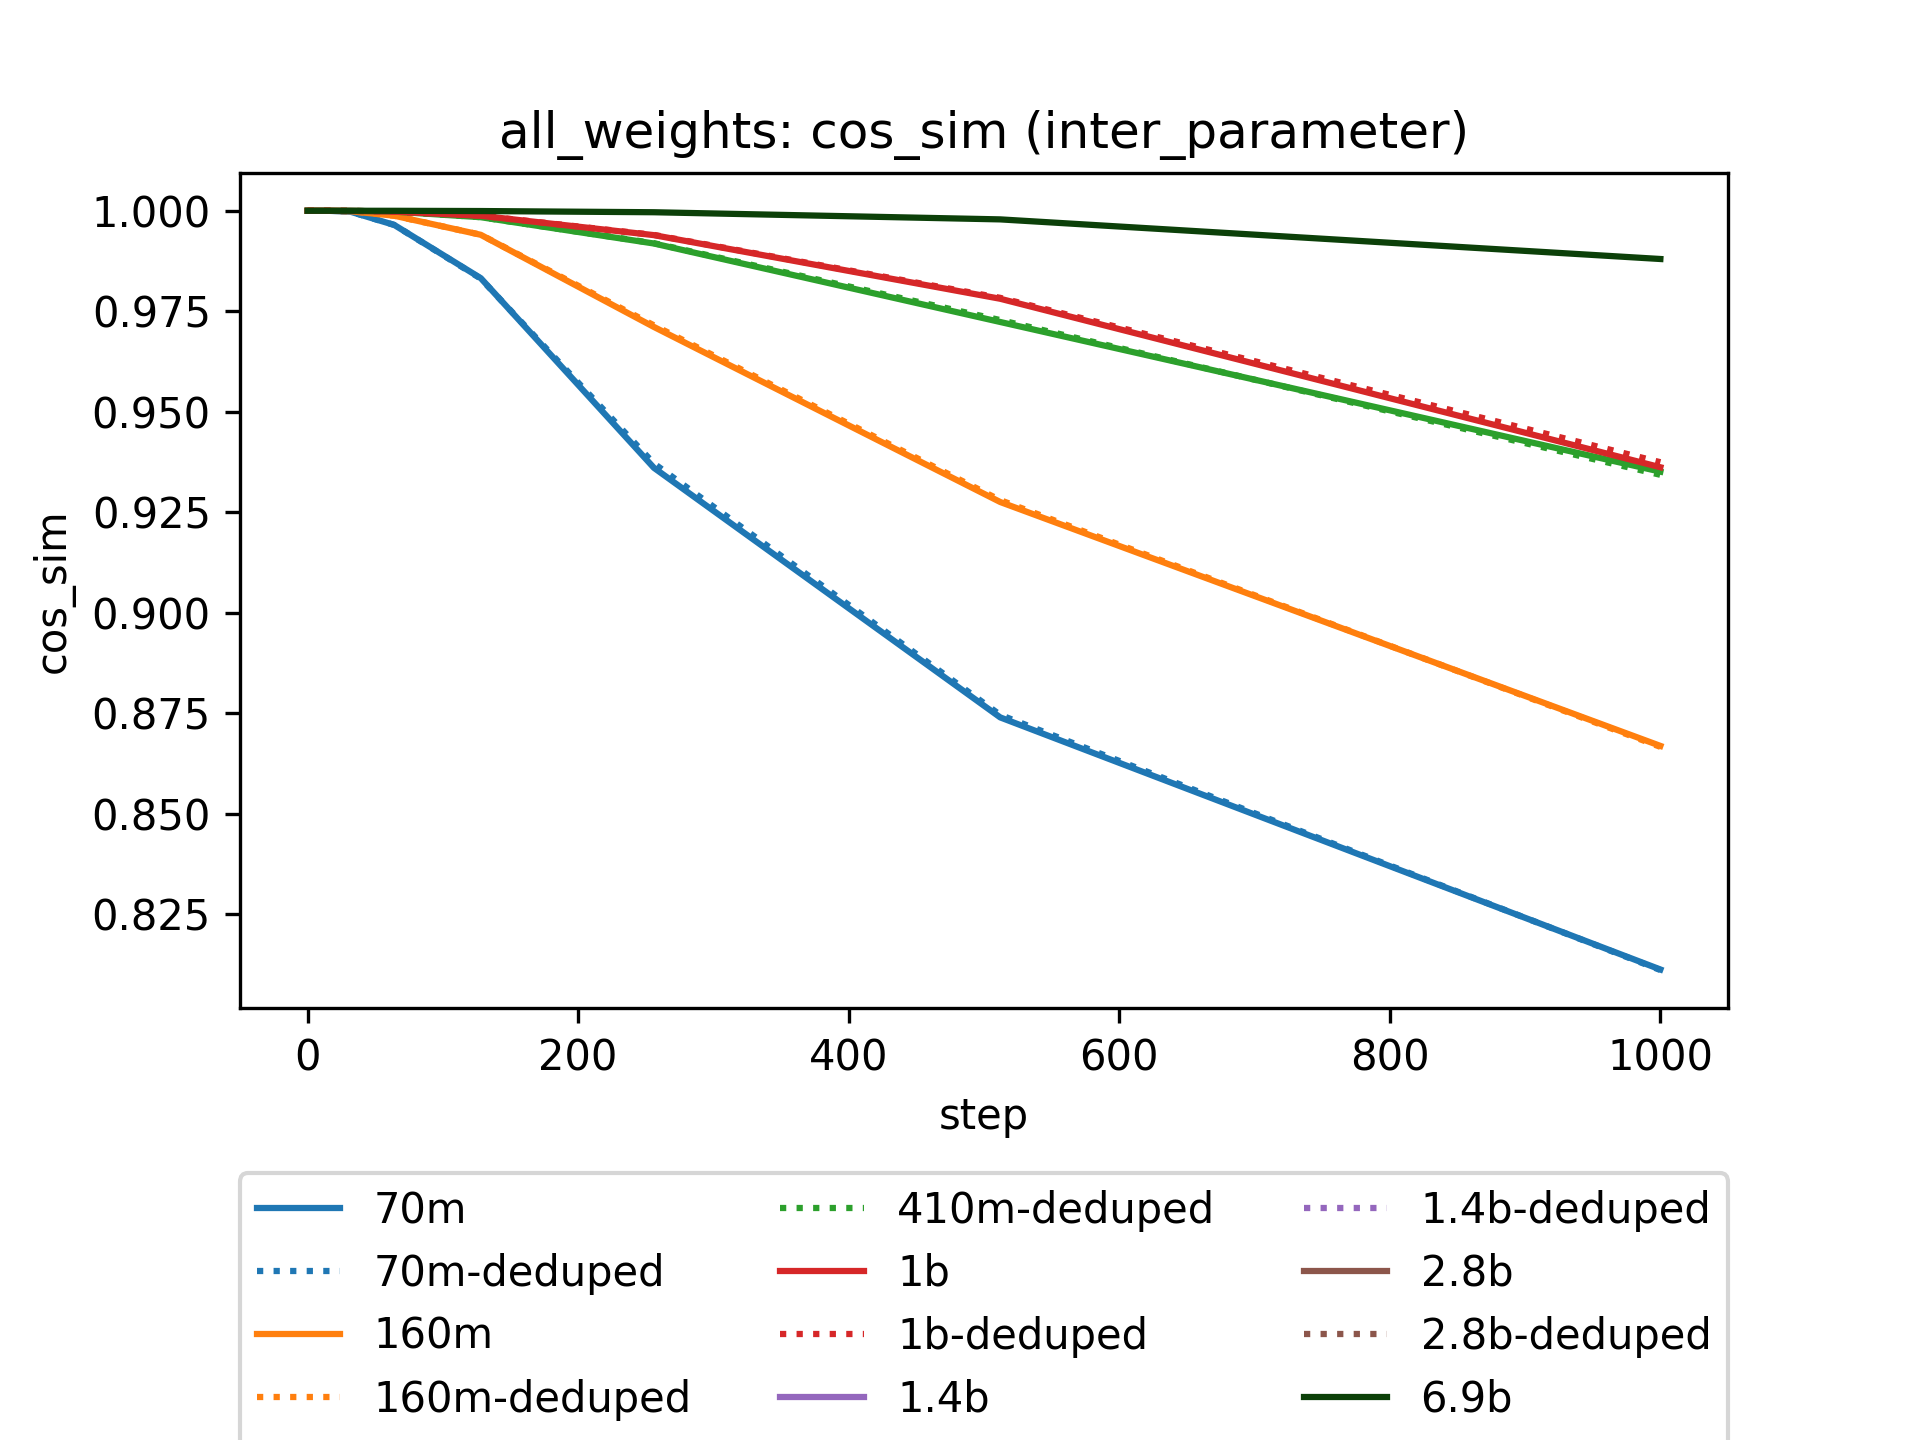 all_weights: cos_sim (inter_parameter)
1.000
0.975
0.950
0.925
0.900
0.875
0.850
0.825
cos_sim
0 200 400 600 800 1000
step
70m 410m-deduped 1.4b-deduped
70m-deduped 1b 2.8b
160m 1b-deduped 2.8b-deduped
160m-deduped 1.4b 6.9b